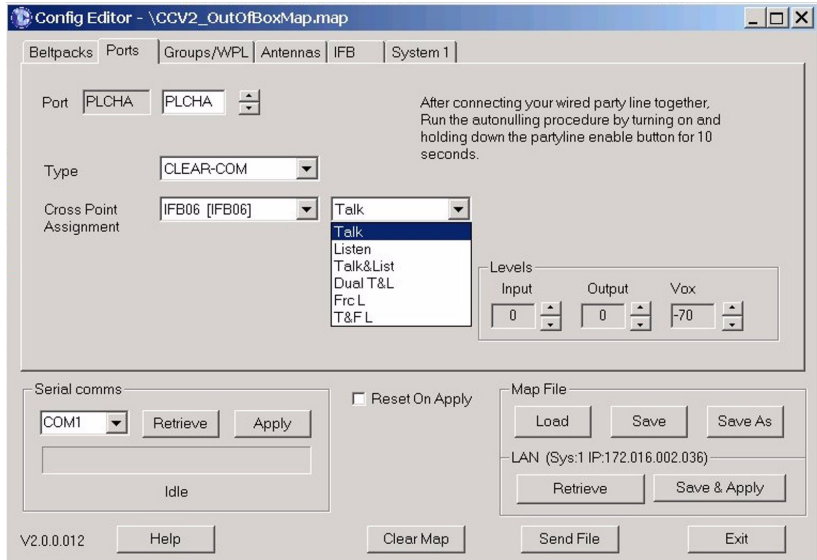 Config Editor - \CCV2_OutOfBoxMap.map
Beltpacks Ports Groups/WPL Antennas IFB System 1
Port PLCHA PLCHA
After connecting your wired party line together,
Run the autonulling procedure by turning on and
holding down the partyline enable button for 10
seconds.
Type CLEAR-COM
Cross Point
Assignment
IFB06 [IFB06] Talk
Talk
Listen
Talk&List
Dual T&L
Frc L
T&F L
Levels
Input Output Vox
0 0 -70
Serial comms
COM1 Retrieve Apply
Idle
Reset On Apply
Map File
Load Save Save As
LAN (Sys:1 IP:172.016.002.036)
Retrieve Save & Apply
V2.0.0.012 Help Clear Map Send File Exit